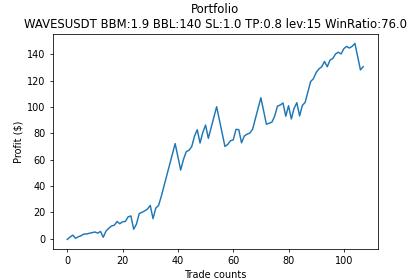 Portfolio
WAVESUSDT BBM:1.9 BBL:140 SL:1.0 TP:0.8 lev:15 WinRatio:76.0
140
120
100
80
60
40
20
0
Profit ($)
0 20 40 60 80 100
Trade counts